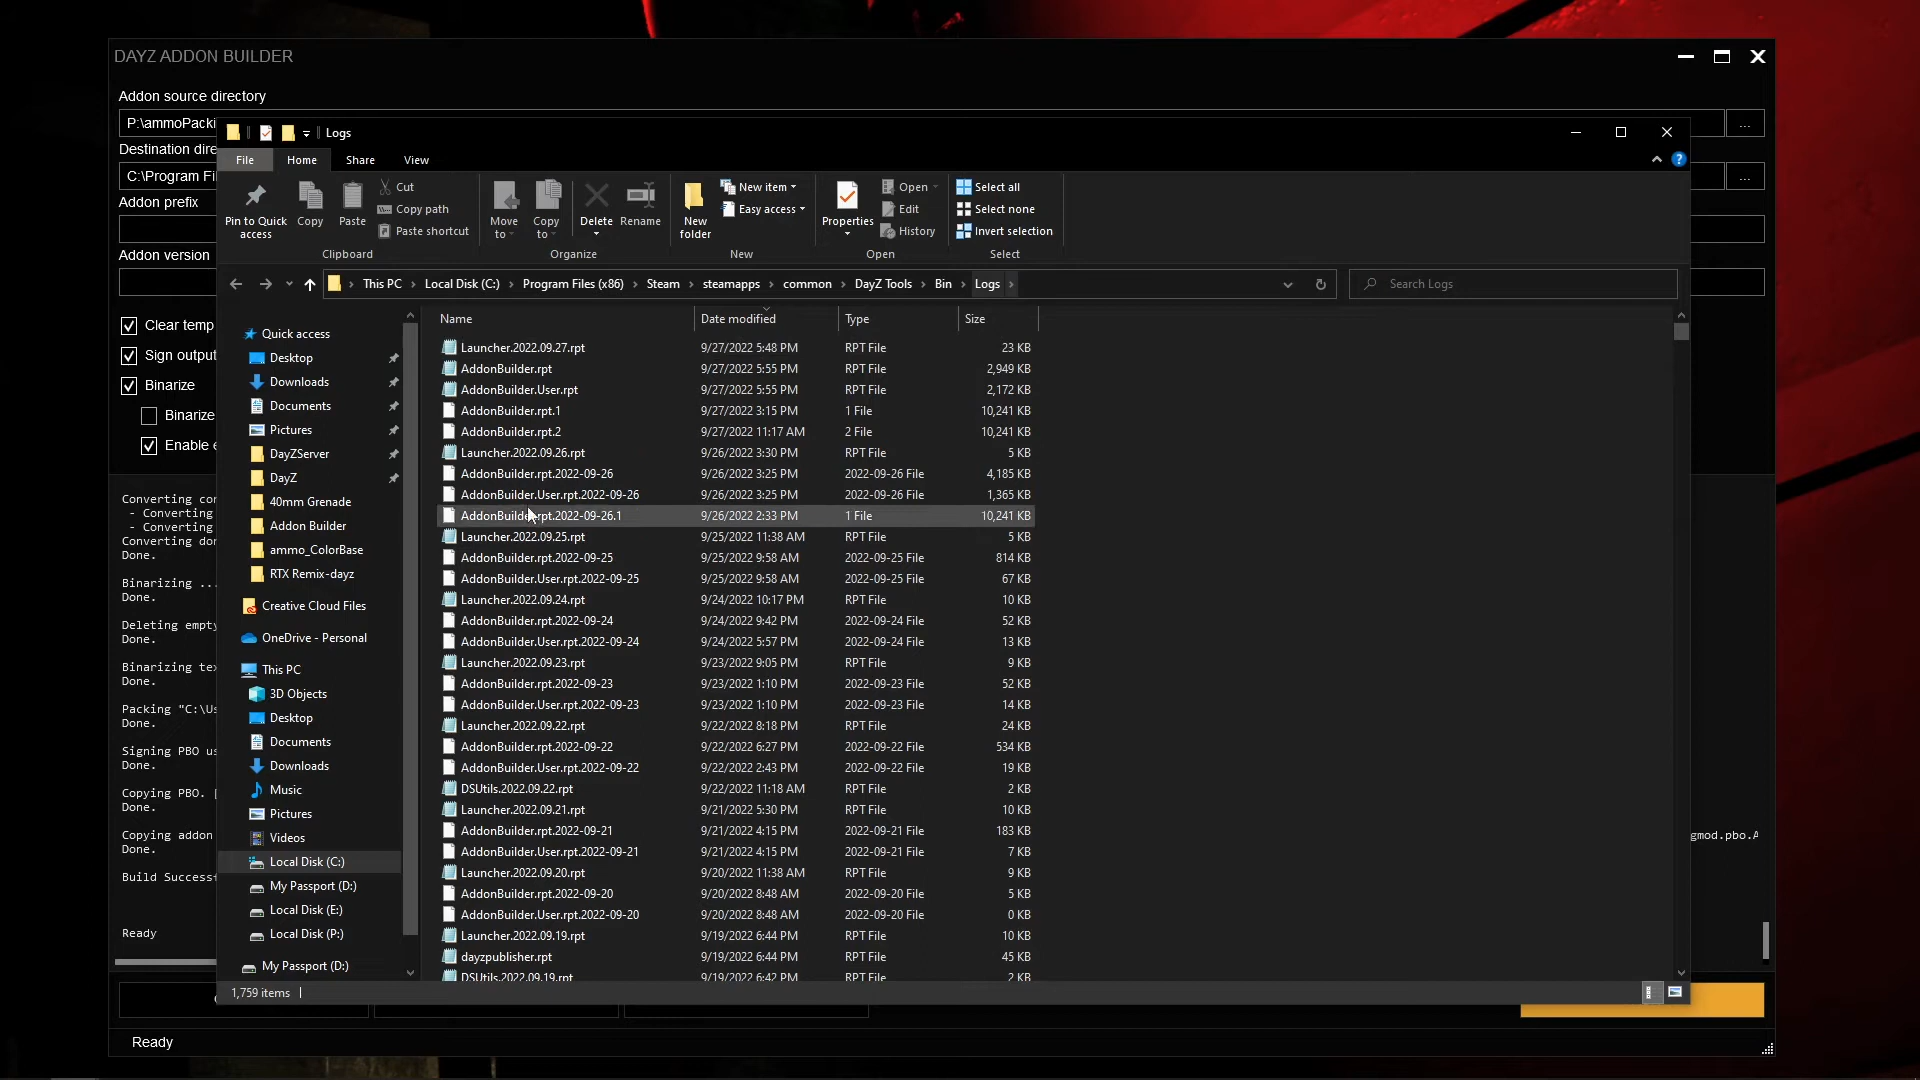 DAYZ ADDON BUILDER
Addon source directory
P:\ammoPacki
...
Destination dire
C:\Program Fil
...
Addon prefix
Addon version
Clear temp
Sign output
Binarize
Binarize
Enable e
Logs
File Home Share View
Pin to Quick access
Copy
Paste
Cut
Copy path
Paste shortcut
Clipboard
Move to
Copy to
Delete
Rename
Organize
New folder
New item
Easy access
New
Properties
Open
Edit
History
Open
Select all
Select none
Invert selection
Select
This PC > Local Disk (C:) > Program Files (x86) > Steam > steamapps > common > DayZ Tools > Bin > Logs >
Search Logs
Quick access
Desktop
Downloads
Documents
Pictures
DayZServer
DayZ
40mm Grenade
Addon Builder
ammo_ColorBase
RTX Remix-dayz
Creative Cloud Files
OneDrive - Personal
This PC
3D Objects
Desktop
Documents
Downloads
Music
Pictures
Videos
Local Disk (C:)
My Passport (D:)
Local Disk (E:)
Local Disk (P:)
My Passport (D:)
Name Date modified Type Size
Launcher.2022.09.27.rpt 9/27/2022 5:48 PM RPT File 23 KB
AddonBuilder.rpt 9/27/2022 5:55 PM RPT File 2,949 KB
AddonBuilder.User.rpt 9/27/2022 5:55 PM RPT File 2,172 KB
AddonBuilder.rpt.1 9/27/2022 3:15 PM 1 File 10,241 KB
AddonBuilder.rpt.2 9/27/2022 11:17 AM 2 File 10,241 KB
Launcher.2022.09.26.rpt 9/26/2022 3:30 PM RPT File 5 KB
AddonBuilder.rpt.2022-09-26 9/26/2022 3:25 PM 2022-09-26 File 4,185 KB
AddonBuilder.User.rpt.2022-09-26 9/26/2022 3:25 PM 2022-09-26 File 1,365 KB
AddonBuilder.rpt.2022-09-26.1 9/26/2022 2:33 PM 1 File 10,241 KB
Launcher.2022.09.25.rpt 9/25/2022 11:38 AM RPT File 5 KB
AddonBuilder.rpt.2022-09-25 9/25/2022 9:58 AM 2022-09-25 File 814 KB
AddonBuilder.User.rpt.2022-09-25 9/25/2022 9:58 AM 2022-09-25 File 67 KB
Launcher.2022.09.24.rpt 9/24/2022 10:17 PM RPT File 10 KB
AddonBuilder.rpt.2022-09-24 9/24/2022 9:42 PM 2022-09-24 File 52 KB
AddonBuilder.User.rpt.2022-09-24 9/24/2022 5:57 PM 2022-09-24 File 13 KB
Launcher.2022.09.23.rpt 9/23/2022 9:05 PM RPT File 9 KB
AddonBuilder.rpt.2022-09-23 9/23/2022 1:10 PM 2022-09-23 File 52 KB
AddonBuilder.User.rpt.2022-09-23 9/23/2022 1:10 PM 2022-09-23 File 14 KB
Launcher.2022.09.22.rpt 9/22/2022 8:18 PM RPT File 24 KB
AddonBuilder.rpt.2022-09-22 9/22/2022 6:27 PM 2022-09-22 File 534 KB
AddonBuilder.User.rpt.2022-09-22 9/22/2022 2:43 PM 2022-09-22 File 19 KB
DSUtils.2022.09.22.rpt 9/22/2022 11:18 AM RPT File 2 KB
Launcher.2022.09.21.rpt 9/21/2022 5:30 PM RPT File 10 KB
AddonBuilder.rpt.2022-09-21 9/21/2022 4:15 PM 2022-09-21 File 183 KB
AddonBuilder.User.rpt.2022-09-21 9/21/2022 4:15 PM 2022-09-21 File 7 KB
Launcher.2022.09.20.rpt 9/20/2022 11:38 AM RPT File 9 KB
AddonBuilder.rpt.2022-09-20 9/20/2022 8:48 AM 2022-09-20 File 5 KB
AddonBuilder.User.rpt.2022-09-20 9/20/2022 8:48 AM 2022-09-20 File 0 KB
Launcher.2022.09.19.rpt 9/19/2022 6:44 PM RPT File 10 KB
dayzpublisher.rpt 9/19/2022 6:44 PM RPT File 45 KB
DSUtils.2022.09.19.rpt 9/19/2022 6:42 PM RPT File 2 KB
1,759 items
Converting cor
- Converting
- Converting
Converting don
Done.
Binarizing ...
Done.
Deleting empty
Done.
Binarizing tex
Done.
Packing "C:\Us
Done.
Signing PBO us
Done.
Copying PBO. [
Done.
Copying addon
gmod.pbo.A
Done.
Build Success
Ready
Ready